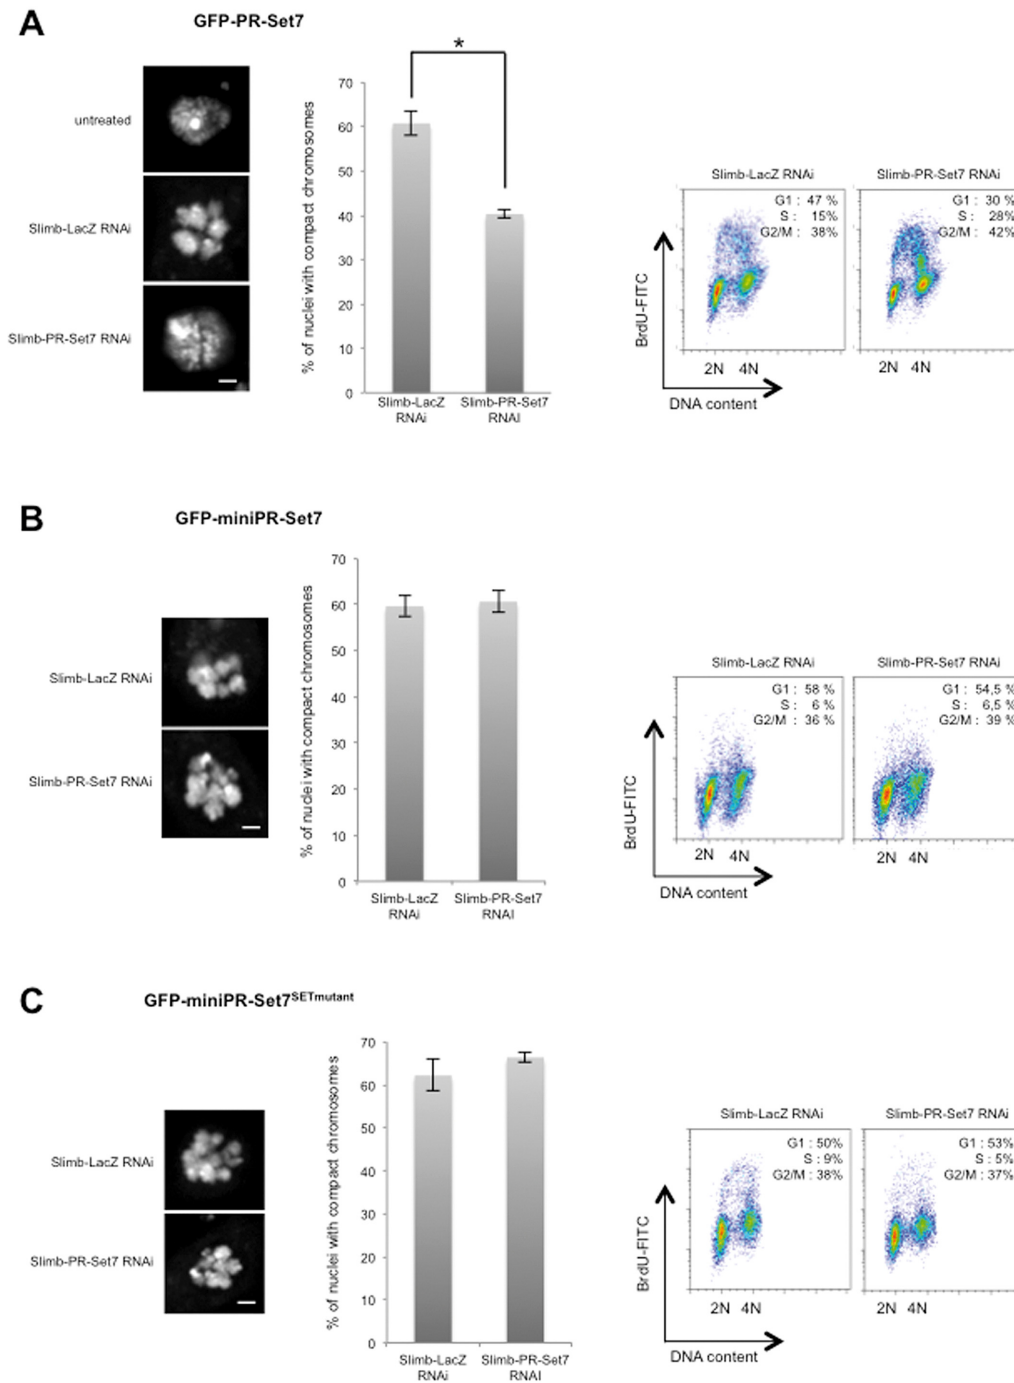 A
GFP-PR-Set7
untreated
Slimb-LacZ RNAi
Slimb-PR-Set7 RNAi
% of nuclei with compact chromosomes
70
60
50
40
30
20
10
0
*
Slimb-LacZ
RNAi
Slimb-PR-Set7
RNAI
Slimb-LacZ RNAi
G1 : 47 %
S : 15%
G2/M : 38%
Slimb-PR-Set7 RNAi
G1 : 30 %
S : 28%
G2/M : 42%
BrdU-FITC
2N 4N
2N 4N
DNA content
B
GFP-miniPR-Set7
Slimb-LacZ RNAi
Slimb-PR-Set7 RNAi
% of nuclei with compact chromosomes
70
60
50
40
30
20
10
0
Slimb-LacZ
RNAi
Slimb-PR-Set7
RNAI
Slimb-LacZ RNAi
G1 : 58 %
S : 6 %
G2/M : 36 %
Slimb-PR-Set7 RNAi
G1 : 54,5 %
S : 6,5 %
G2/M : 39 %
BrdU-FITC
2N 4N
2N 4N
DNA content
C
GFP-miniPR-Set7SETmutant
Slimb-LacZ RNAi
Slimb-PR-Set7 RNAi
% of nuclei with compact chromosomes
70
60
50
40
30
20
10
0
Slimb-LacZ
RNAi
Slimb-PR-Set7
RNAI
Slimb-LacZ RNAi
G1 : 50%
S : 9%
G2/M : 38%
Slimb-PR-Set7 RNAi
G1 : 53%
S : 5%
G2/M : 37%
BrdU-FITC
2N 4N
2N 4N
DNA content